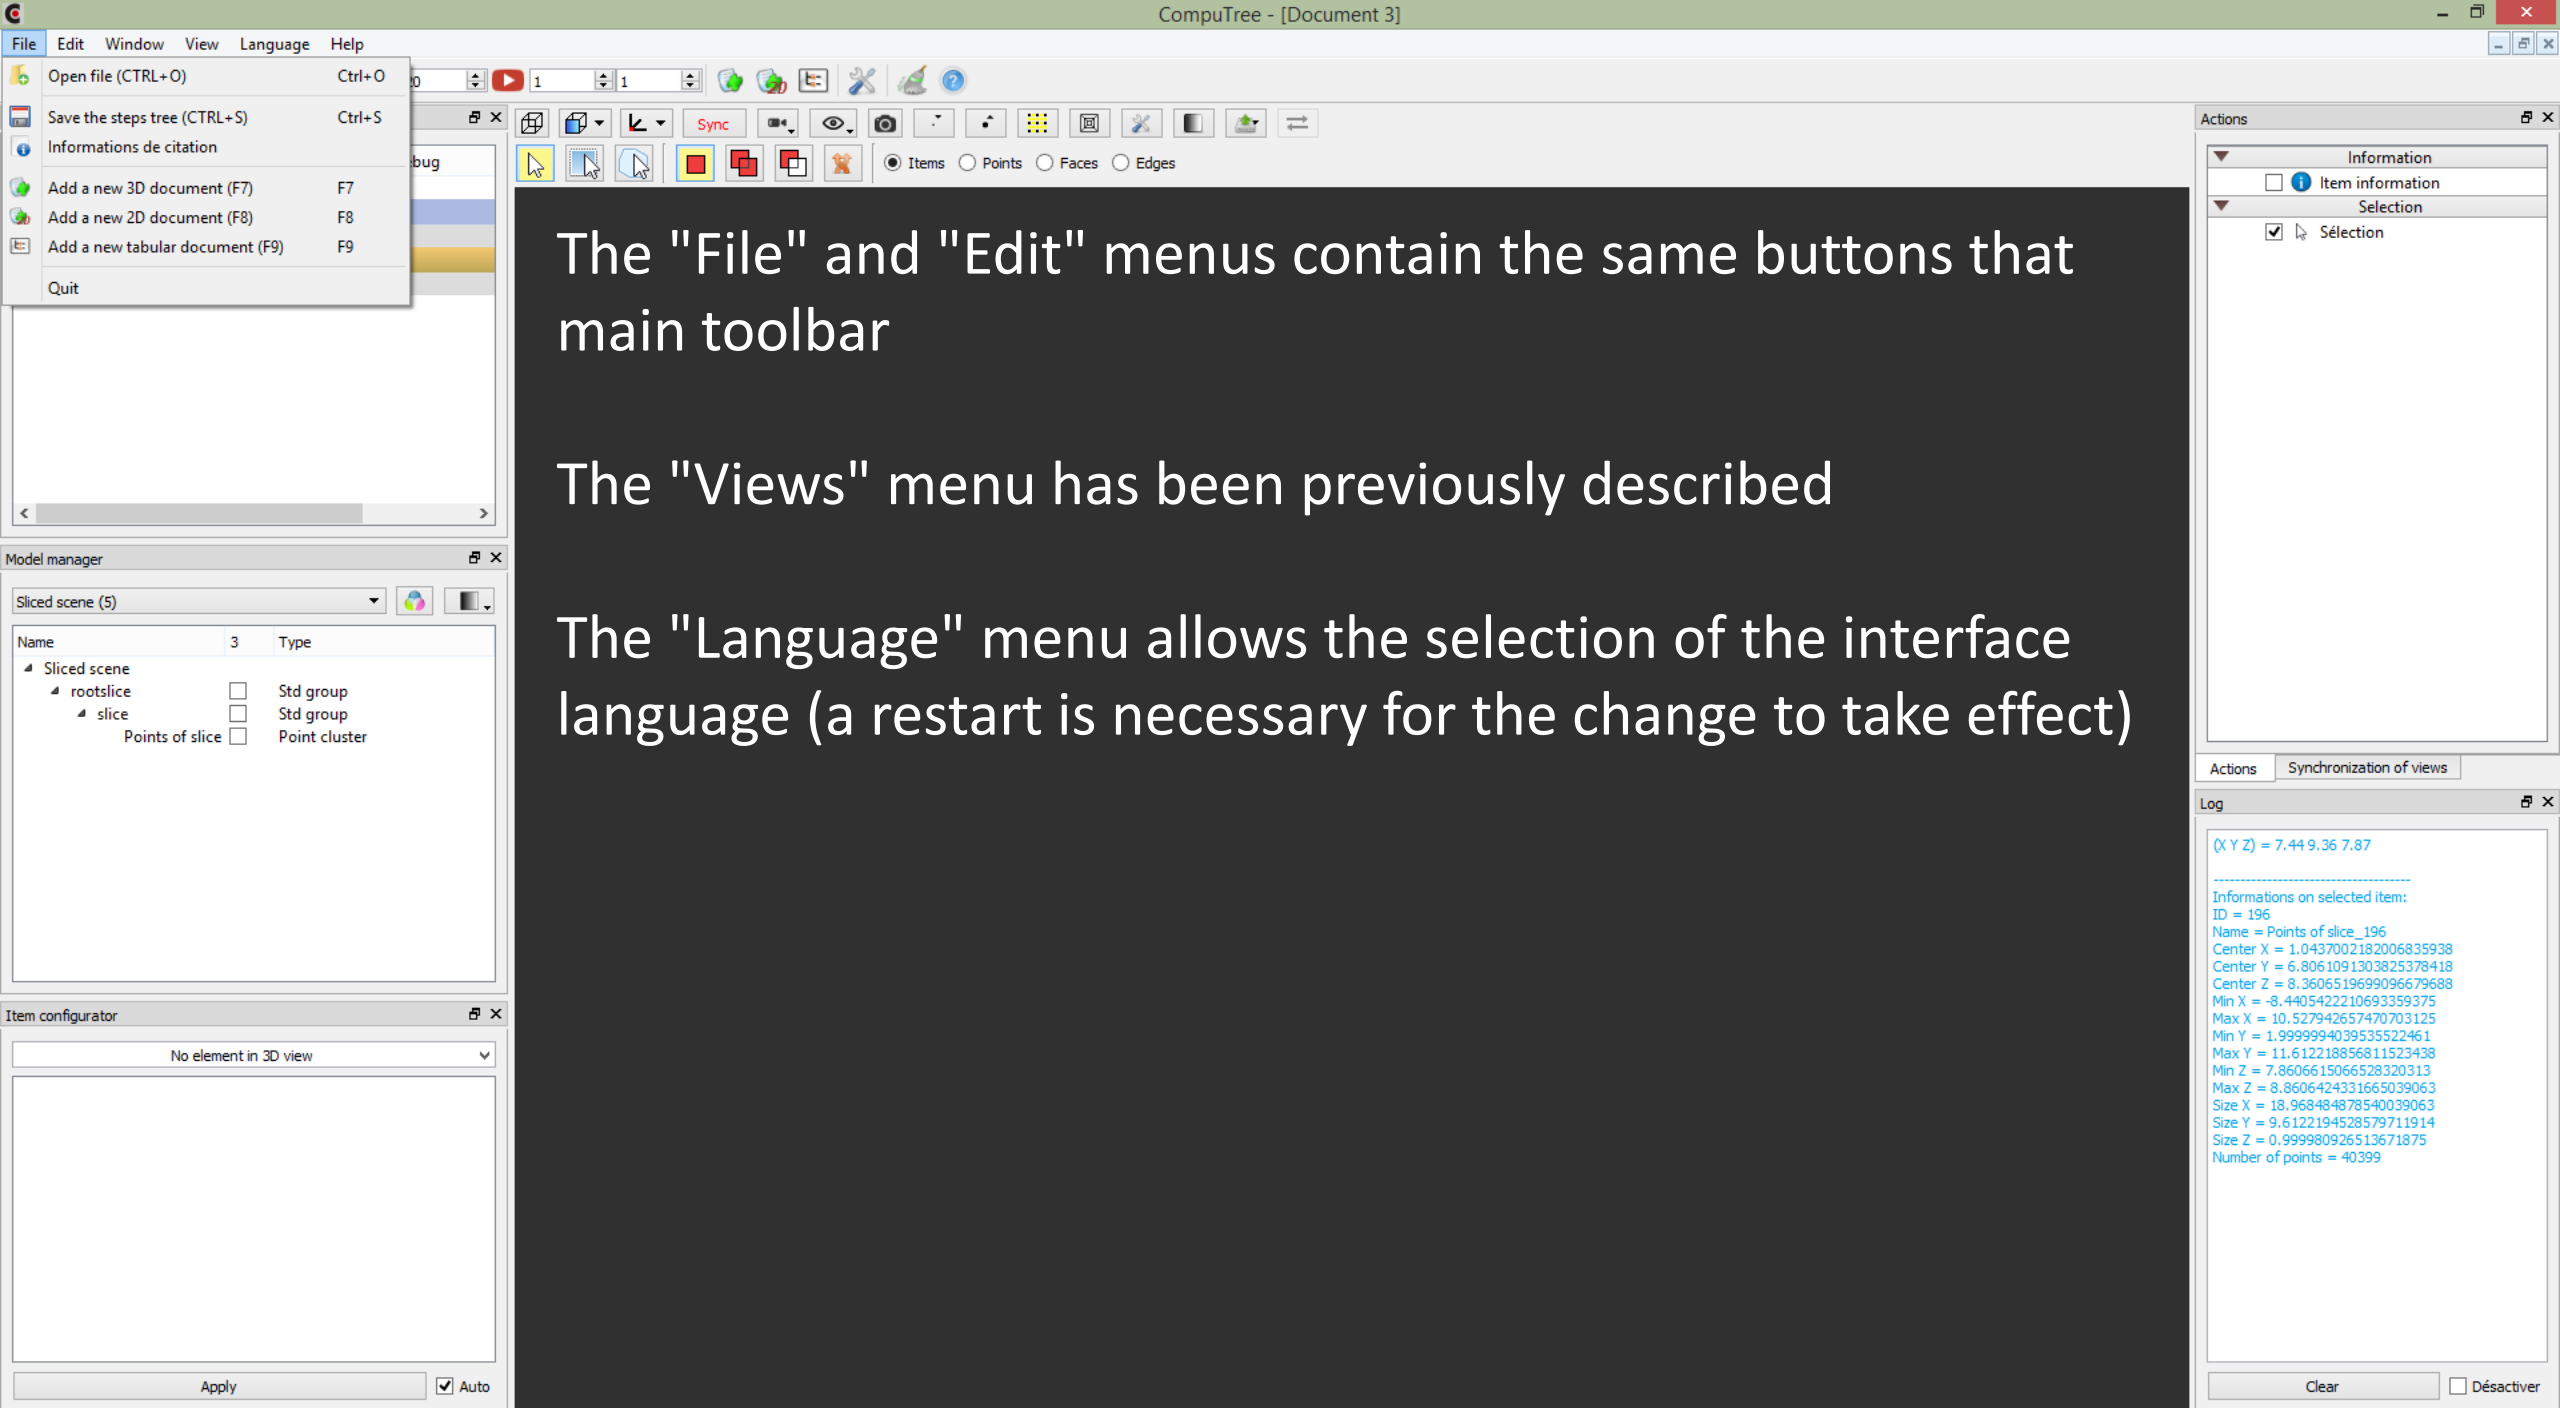 CompuTree - [Document 3]
File Edit Window View Language Help
Open file (CTRL+O) Ctrl+O
Save the steps tree (CTRL+S) Ctrl+S
Informations de citation
Add a new 3D document (F7) F7
Add a new 2D document (F8) F8
Add a new tabular document (F9) F9
Quit
1 1
Sync
Items Points Faces Edges
The "File" and "Edit" menus contain the same buttons that
main toolbar
The "Views" menu has been previously described
The "Language" menu allows the selection of the interface
language (a restart is necessary for the change to take effect)
Model manager
Sliced scene (5)
Name 3 Type
Sliced scene
rootslice Std group
slice Std group
Points of slice Point cluster
Item configurator
No element in 3D view
Apply Auto
Actions
Information
Item information
Selection
Sélection
Actions Synchronization of views
Log
(X Y Z) = 7.44 9.36 7.87
-------------------------------------
Informations on selected item:
ID = 196
Name = Points of slice_196
Center X = 1.0437002182006835938
Center Y = 6.8061091303825378418
Center Z = 8.3606519699096679688
Min X = -8.4405422210693359375
Max X = 10.527942657470703125
Min Y = 1.9999994039535522461
Max Y = 11.612218856811523438
Min Z = 7.8606615066528320313
Max Z = 8.8606424331665039063
Size X = 18.968484878540039063
Size Y = 9.6122194528579711914
Size Z = 0.999980926513671875
Number of points = 40399
Clear Désactiver